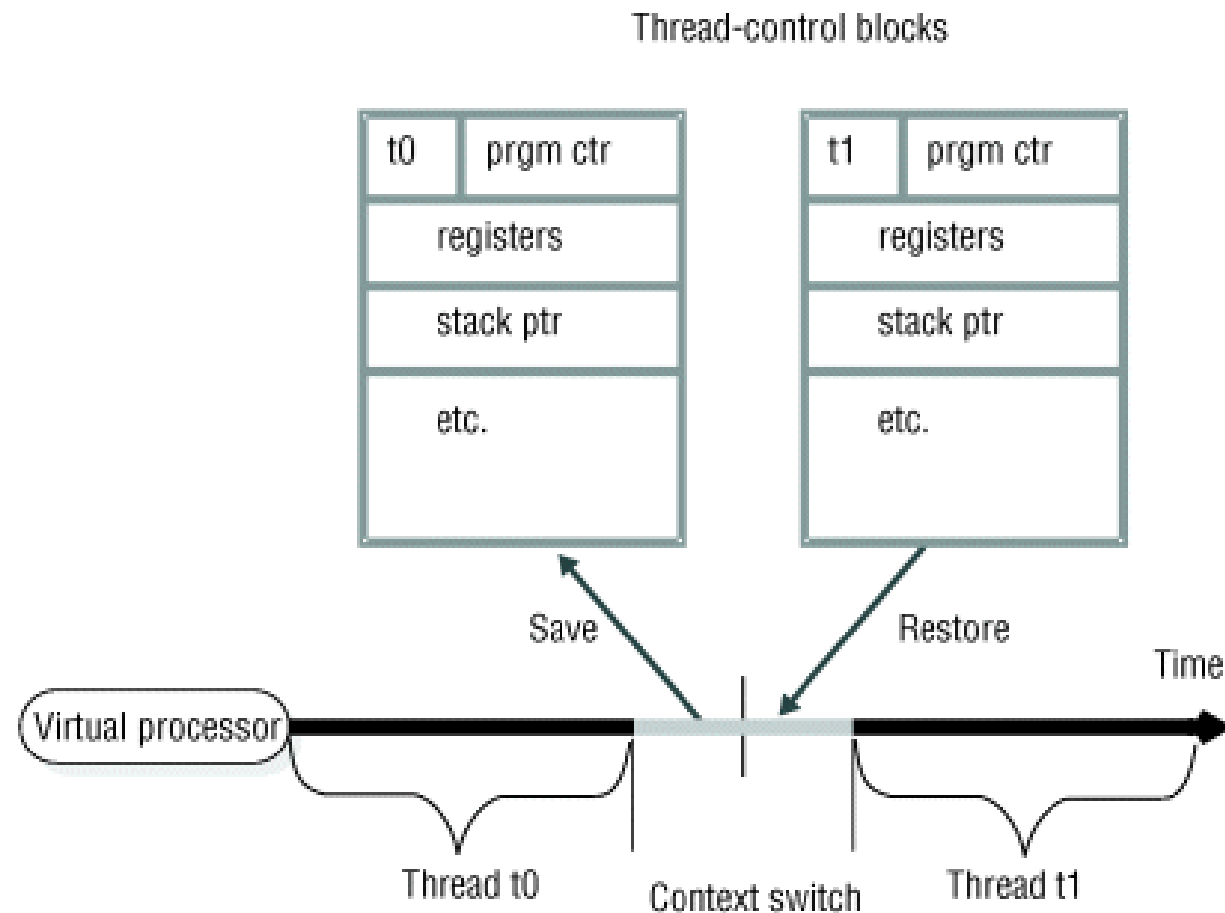 Thread-control blocks
t0 prgm ctr
registers
stack ptr
etc.
t1 prgm ctr
registers
stack ptr
etc.
Save
Restore
Time
Virtual processor
Thread t0
Context switch
Thread t1